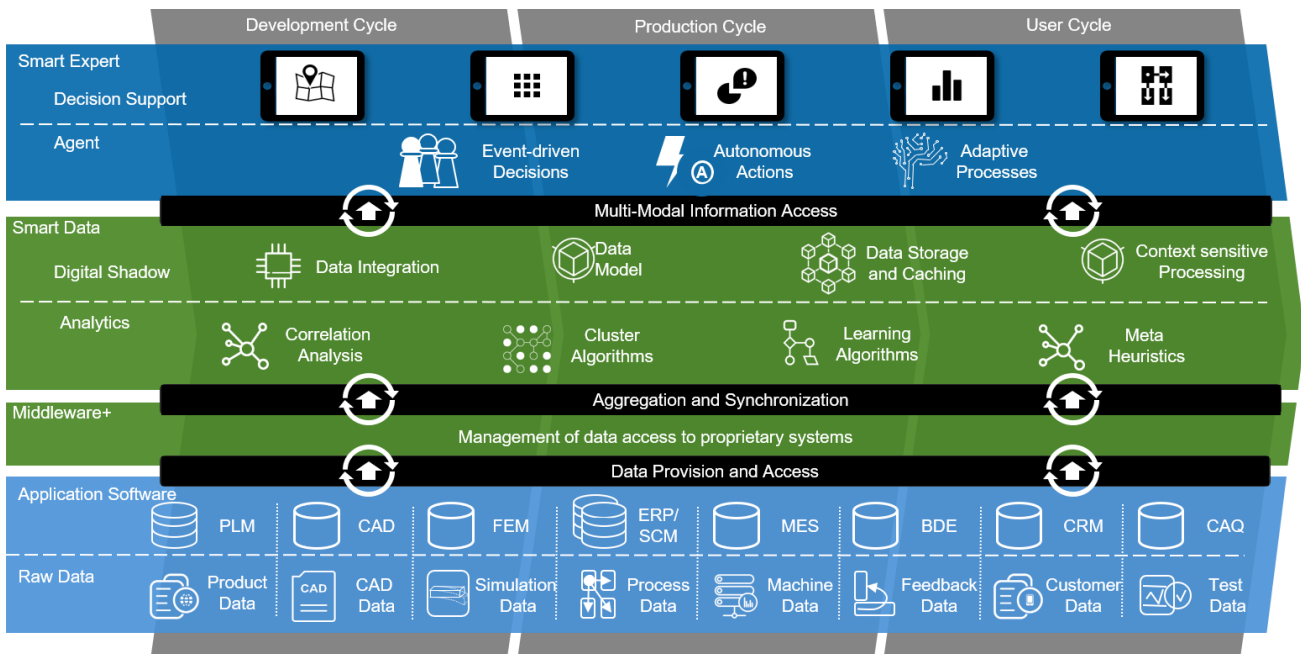 Development Cycle
Production Cycle
User Cycle
Smart Expert
Decision Support
Agent
Event-driven
Decisions
A
Autonomous
Actions
Adaptive
Processes
Multi-Modal Information Access
Smart Data
Digital Shadow
Data Integration
Data
Model
Data Storage
and Caching
Context sensitive
Processing
Analytics
Correlation
Analysis
Cluster
Algorithms
Learning
Algorithms
Meta
Heuristics
Aggregation and Synchronization
Middleware+
Management of data access to proprietary systems
Data Provision and Access
Application Software
PLM
CAD
FEM
ERP/
SCM
MES
BDE
CRM
CAQ
Raw Data
Product
Data
CAD
CAD
Data
Simulation
Data
Process
Data
Machine
Data
Feedback
Data
Customer
Data
Test
Data